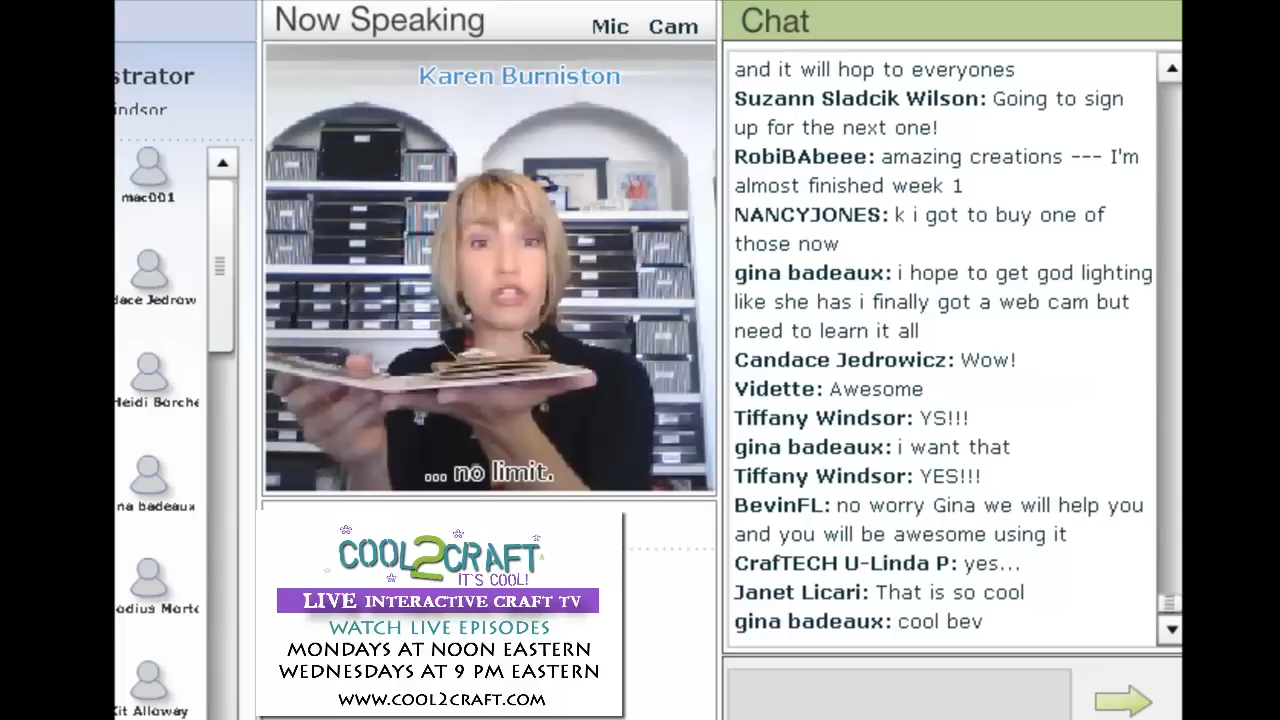 strator
indsor
mac001
dace Jedrow
Heidi Borche
na badeaux
adius Marte
Kit Allaway
Now Speaking
Mic Cam
Karen Burniston
... no limit.
COOL2CRAFT
IT'S COOL!
LIVE INTERACTIVE CRAFT TV
WATCH LIVE EPISODES
MONDAYS AT NOON EASTERN
WEDNESDAYS AT 9 PM EASTERN
WWW.COOL2CRAFT.COM
Chat
and it will hop to everyones
Suzann Sladcik Wilson: Going to sign
up for the next one!
RobiBAbeee: amazing creations --- I'm
almost finished week 1
NANCYJONES: k i got to buy one of
those now
gina badeaux: i hope to get god lighting
like she has i finally got a web cam but
need to learn it all
Candace Jedrowicz: Wow!
Vidette: Awesome
Tiffany Windsor: YS!!!
gina badeaux: i want that
Tiffany Windsor: YES!!!
BevinFL: no worry Gina we will help you
and you will be awesome using it
CrafTECH U-Linda P: yes...
Janet Licari: That is so cool
gina badeaux: cool bev